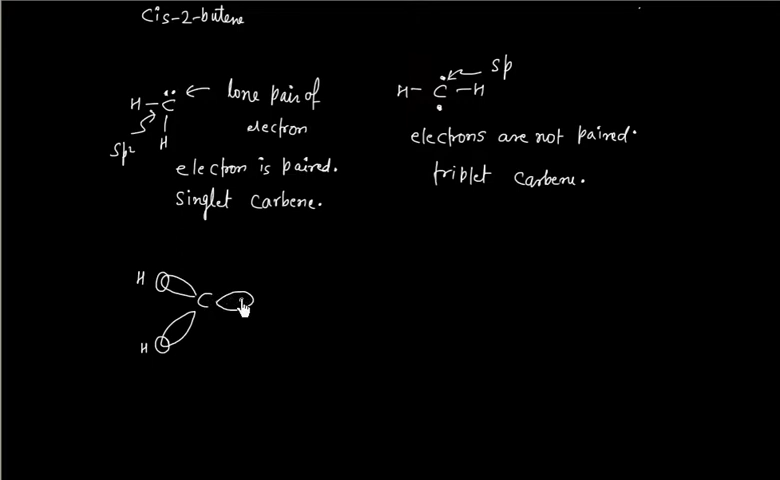 Cis-2-butene
H-C̈ ← lone pair of
electron
H
sp²
electron is paired.
Singlet Carbene.
sp
H-C-H
electrons are not paired.
triplet carbene.
H
C
H